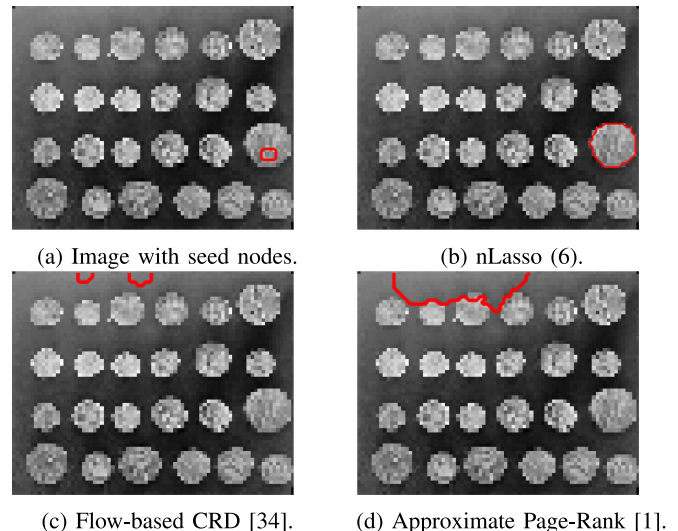 (a) Image with seed nodes.
(b) nLasso (6).
(c) Flow-based CRD [34].
(d) Approximate Page-Rank [1].